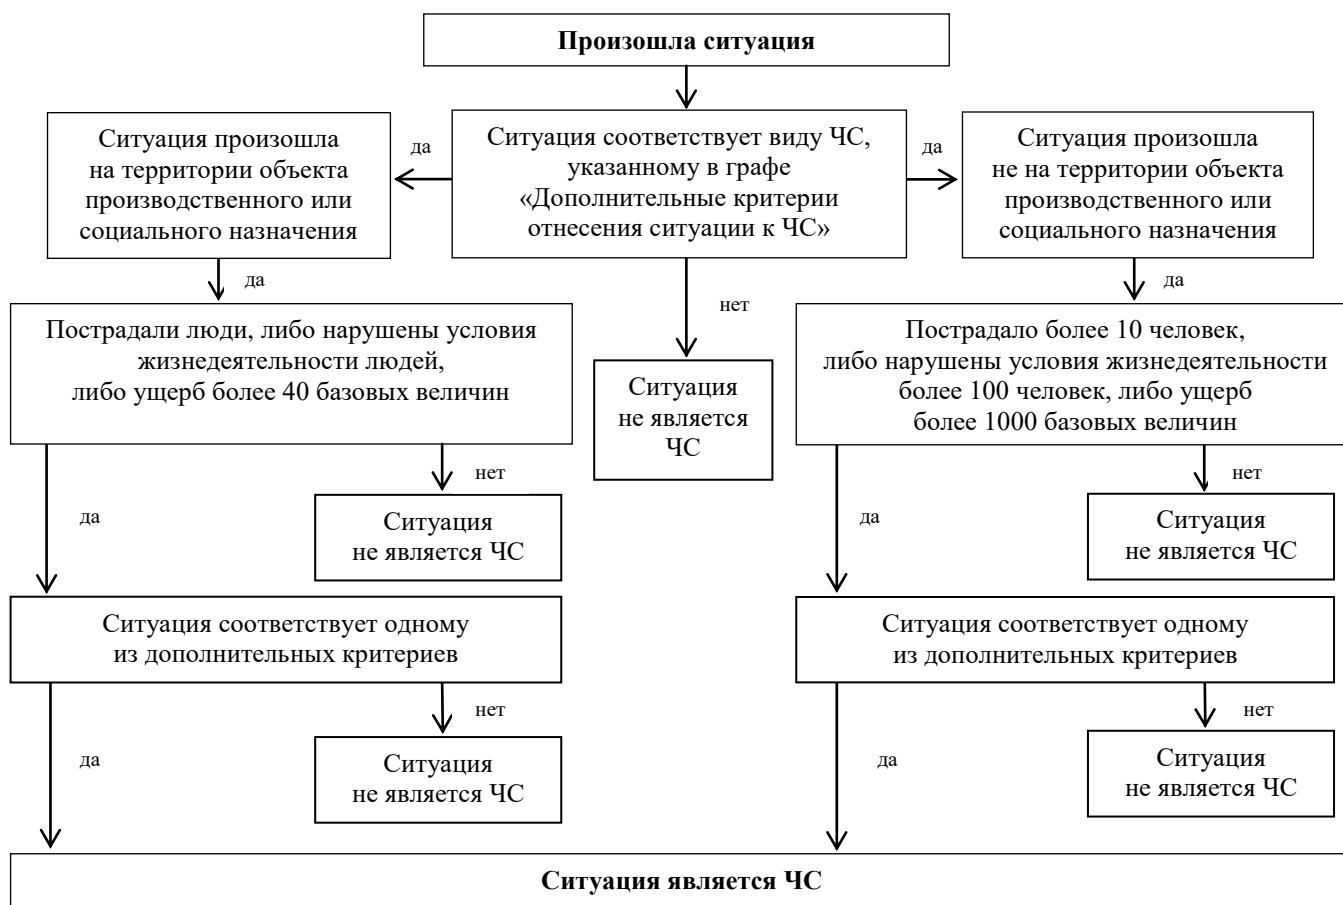 Произошла ситуация
Ситуация произошла
на территории объекта
производственного или
социального назначения
да
Ситуация соответствует виду ЧС,
указанному в графе
«Дополнительные критерии
отнесения ситуации к ЧС»
да
Ситуация произошла
не на территории объекта
производственного или
социального назначения
да
нет
да
Пострадали люди, либо нарушены условия
жизнедеятельности людей,
либо ущерб более 40 базовых величин
Ситуация
не является
ЧС
Пострадало более 10 человек,
либо нарушены условия жизнедеятельности
более 100 человек, либо ущерб
более 1000 базовых величин
да
нет
Ситуация
не является ЧС
да
нет
Ситуация
не является ЧС
Ситуация соответствует одному
из дополнительных критериев
Ситуация соответствует одному
из дополнительных критериев
да
нет
Ситуация
не является ЧС
да
нет
Ситуация
не является ЧС
Ситуация является ЧС